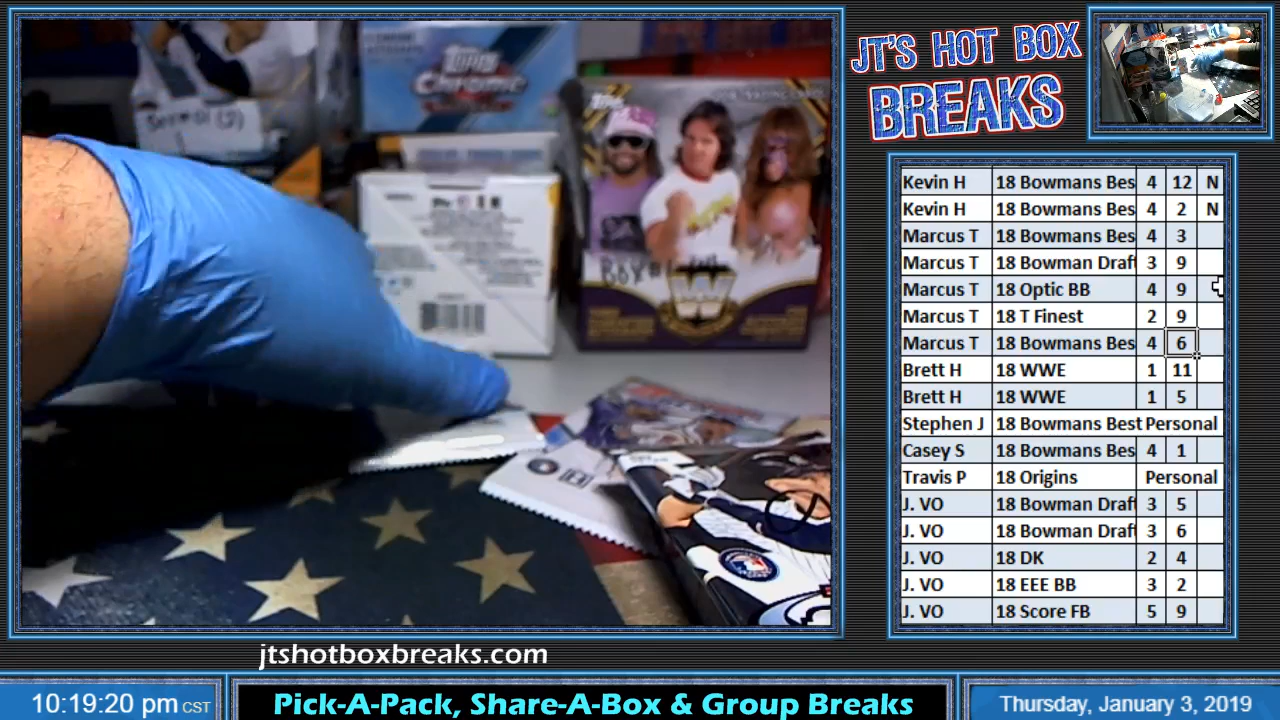 JT'S HOT BOX
BREAKS
Topps
Chrome
BOX
Kevin H 18 Bowmans Bes 4 12 N
Kevin H 18 Bowmans Bes 4 2 N
Marcus T 18 Bowmans Bes 4 3
Marcus T 18 Bowman Draft 3 9
Marcus T 18 Optic BB 4 9
Marcus T 18 T Finest 2 9
Marcus T 18 Bowmans Bes 4 6
Brett H 18 WWE 1 11
Brett H 18 WWE 1 5
Stephen J 18 Bowmans Best Personal
Casey S 18 Bowmans Bes 4 1
Travis P 18 Origins Personal
J. VO 18 Bowman Draft 3 5
J. VO 18 Bowman Draft 3 6
J. VO 18 DK 2 4
J. VO 18 EEE BB 3 2
J. VO 18 Score FB 5 9
jtshotboxbreaks.com
10:19:20 pm CST
Pick-A-Pack, Share-A-Box & Group Breaks
Thursday, January 3, 2019